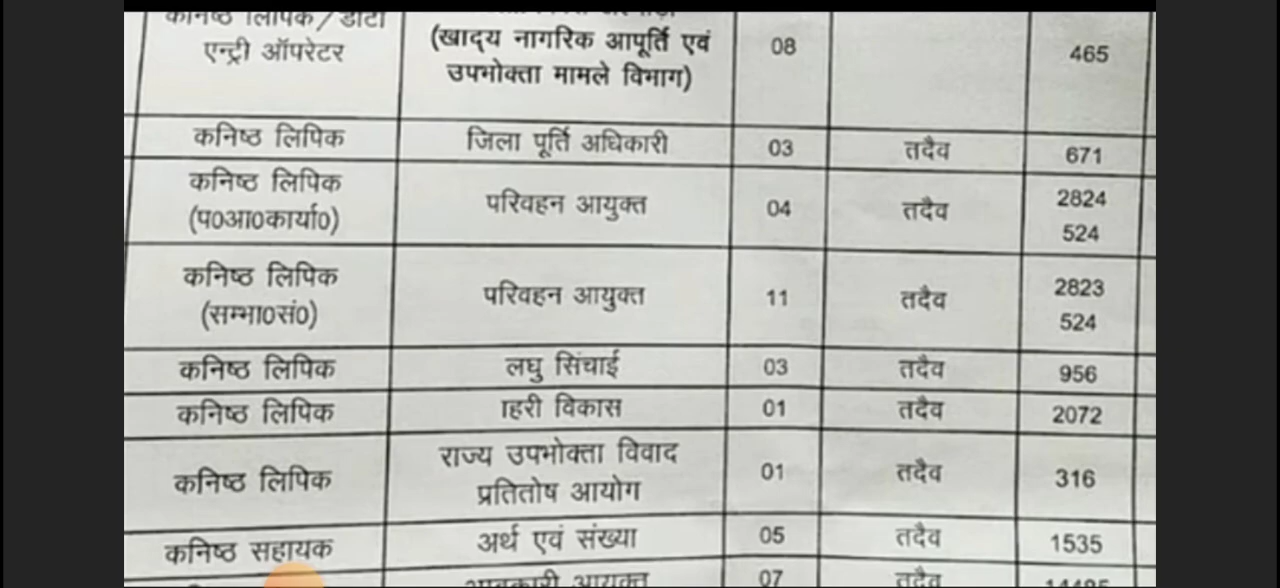 कनिष्ठ लिपिक/डाटा
एन्ट्री ऑपरेटर
(खाद्य नागरिक आपूर्ति एवं
उपभोक्ता मामले विभाग)
08
465
कनिष्ठ लिपिक
जिला पूर्ति अधिकारी
03
तदैव
671
कनिष्ठ लिपिक
(प0आ0कार्या0)
परिवहन आयुक्त
04
तदैव
2824
524
कनिष्ठ लिपिक
(सम्भा0सं0)
परिवहन आयुक्त
11
तदैव
2823
524
कनिष्ठ लिपिक
लघु सिंचाई
03
तदैव
956
कनिष्ठ लिपिक
ाहरी विकास
01
तदैव
2072
कनिष्ठ लिपिक
राज्य उपभोक्ता विवाद
प्रतितोष आयोग
01
तदैव
316
कनिष्ठ सहायक
अर्थ एवं संख्या
05
तदैव
1535
आबकारी आयुक्त
07
तदैव